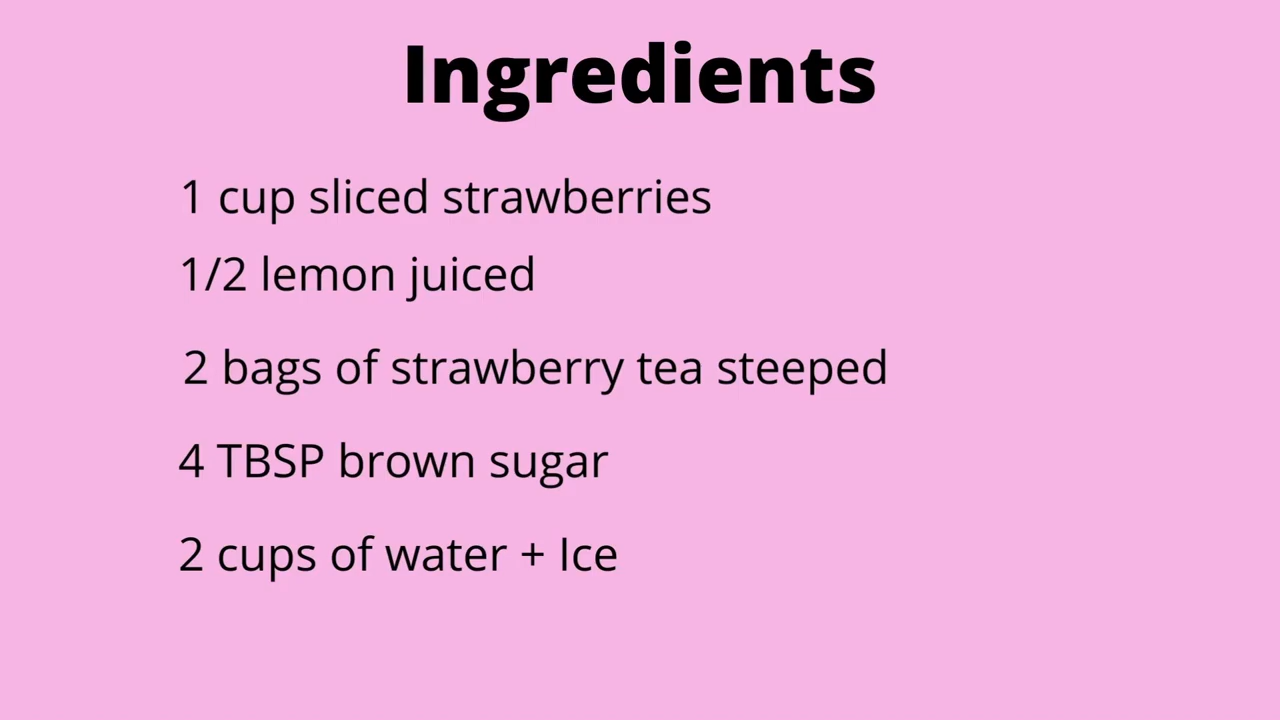 Ingredients
1 cup sliced strawberries
1/2 lemon juiced
2 bags of strawberry tea steeped
4 TBSP brown sugar
2 cups of water + Ice